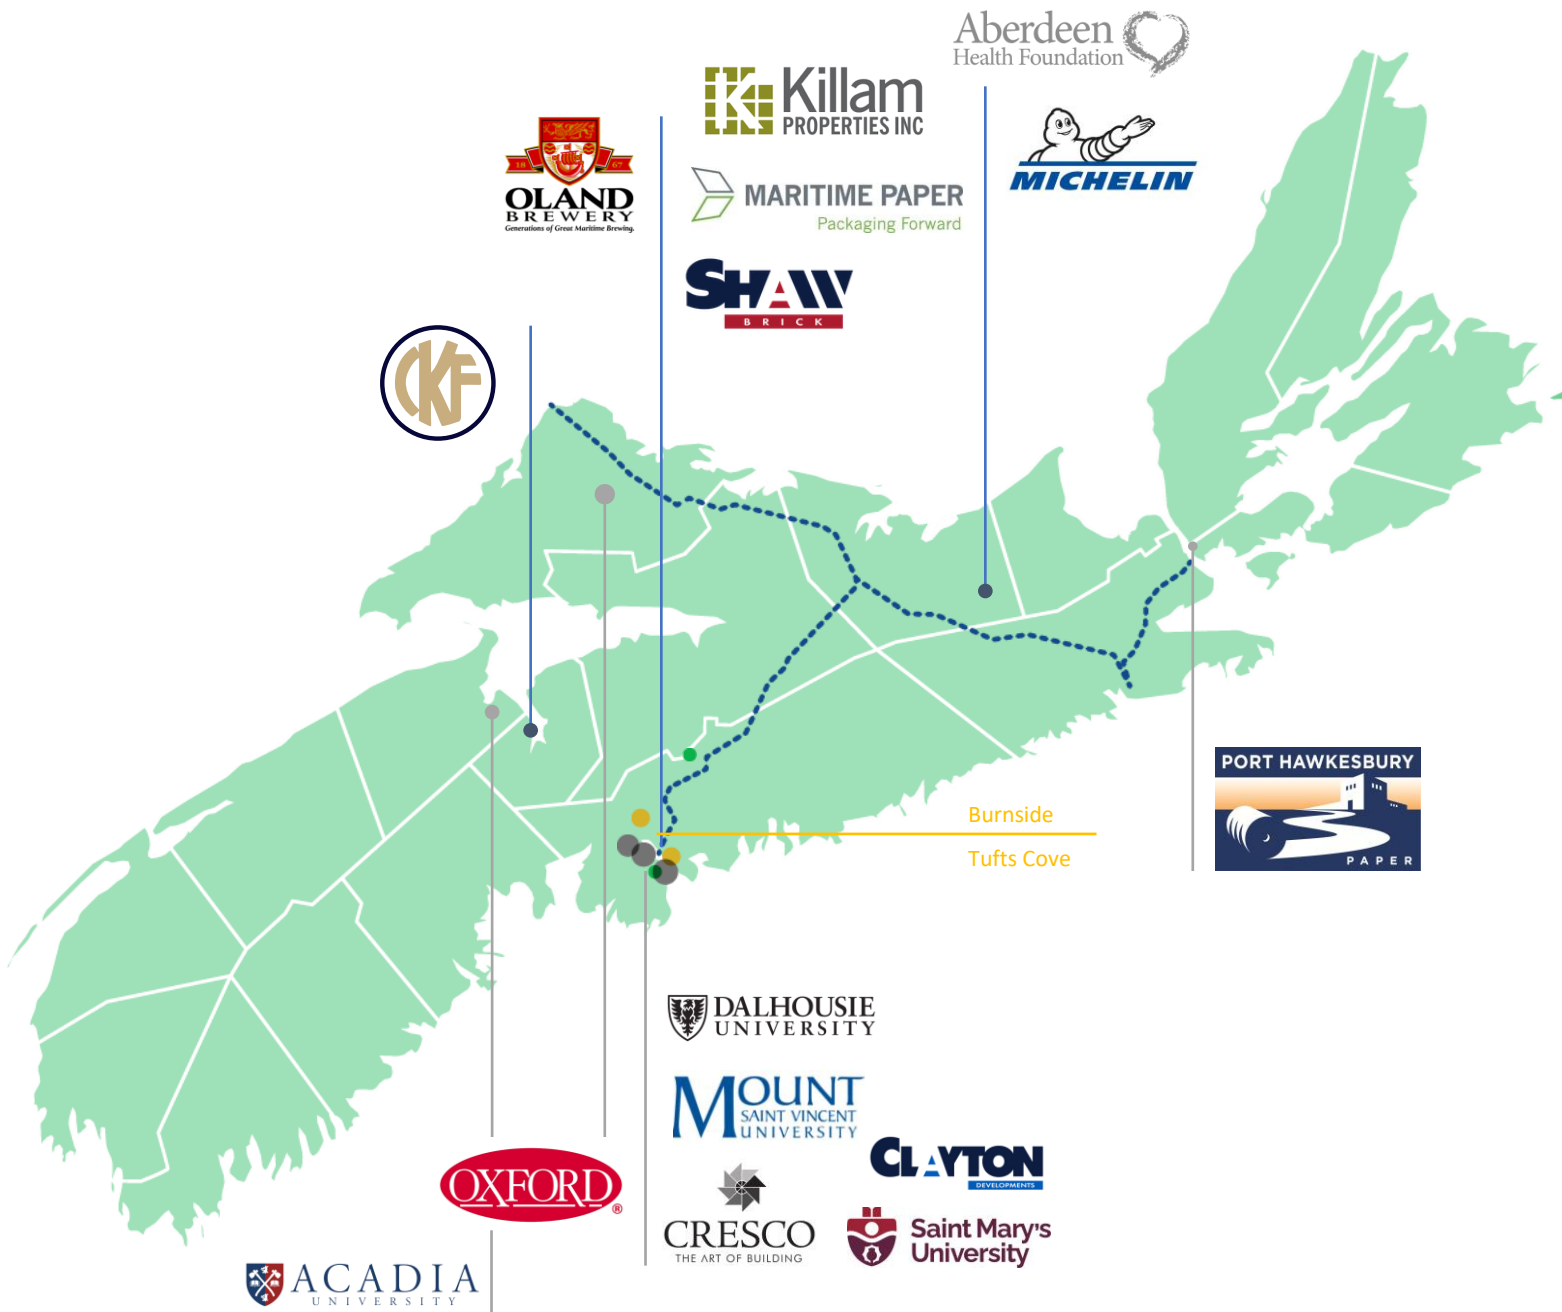 Aberdeen
Health Foundation
Killam
PROPERTIES INC
MICHELIN
18 67
OLAND
BREWERY
Generations of Great Maritime Brewing.
MARITIME PAPER
Packaging Forward
SHAW
BRICK
CKF
PORT HAWKESBURY
PAPER
Burnside
Tufts Cove
DALHOUSIE
UNIVERSITY
MOUNT
SAINT VINCENT
UNIVERSITY
CLAYTON
DEVELOPMENTS
OXFORD®
CRESCO
THE ART OF BUILDING
Saint Mary's
University
ACADIA
UNIVERSITY